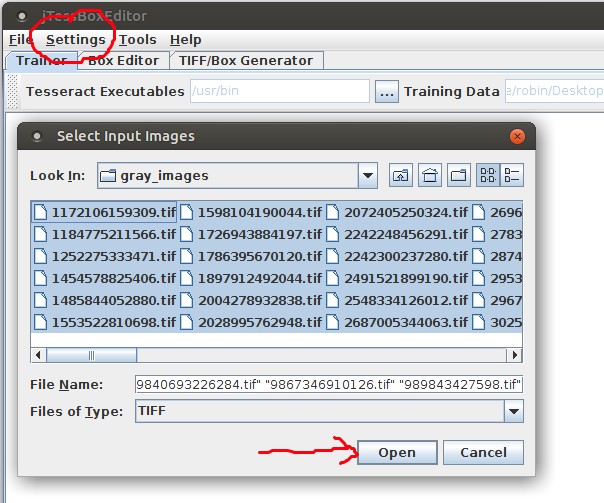 jTessBoxEditor
File Settings Tools Help
Trainer Box Editor TIFF/Box Generator
Tesseract Executables /usr/bin ... Training Data e/robin/Desktop
Select Input Images
Look In: gray_images
1172106159309.tif 1598104190044.tif 2072405250324.tif 2696
1184775211566.tif 1726943884197.tif 2242248456291.tif 2783
1252275333471.tif 1786395670120.tif 2242300237280.tif 2874
1454578825406.tif 1897912492044.tif 2491521899190.tif 2953
1485844052880.tif 2004278932838.tif 2548334126012.tif 2967
1553522810698.tif 2028995762948.tif 2687005344063.tif 3025
File Name: 9840693226284.tif" "9867346910126.tif" "989843427598.tif"
Files of Type: TIFF
Open Cancel